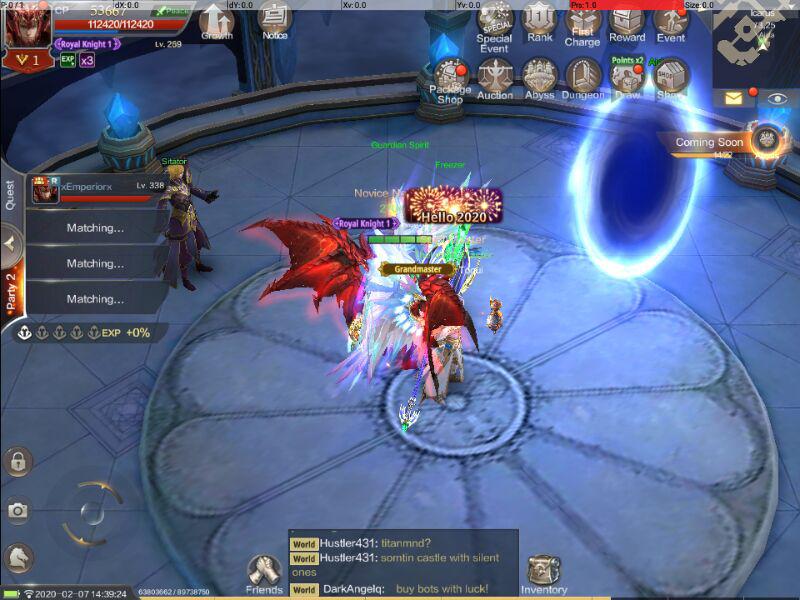 P:0 / 1 dX:0.0 dY:0.0 Xv:0.0 Yv:0.0 Prs:1.0 Size:0.0
CP 53667
Peace
112420/112420
Royal Knight 1 Lv. 259
V 1 EXP x3
Growth Notice
Special Event Rank First Charge Reward Event
Package Shop Auction Abyss Dungeon Draw
Points x2
Icarus
Coming Soon
Guardian Spirit
Freezer
Sitator
Quest
xEmperiorx Lv. 338
Matching...
Matching...
Matching...
Party 2
EXP +0%
Novice
Hello 2020
Royal Knight 1
Grandmaster
World Hustler431: titanmnd?
World Hustler431: somtin castle with silent
ones
World DarkAngelq: buy bots with luck!
Friends
Inventory
2020-02-07 14:39:24 63803662 / 89738750